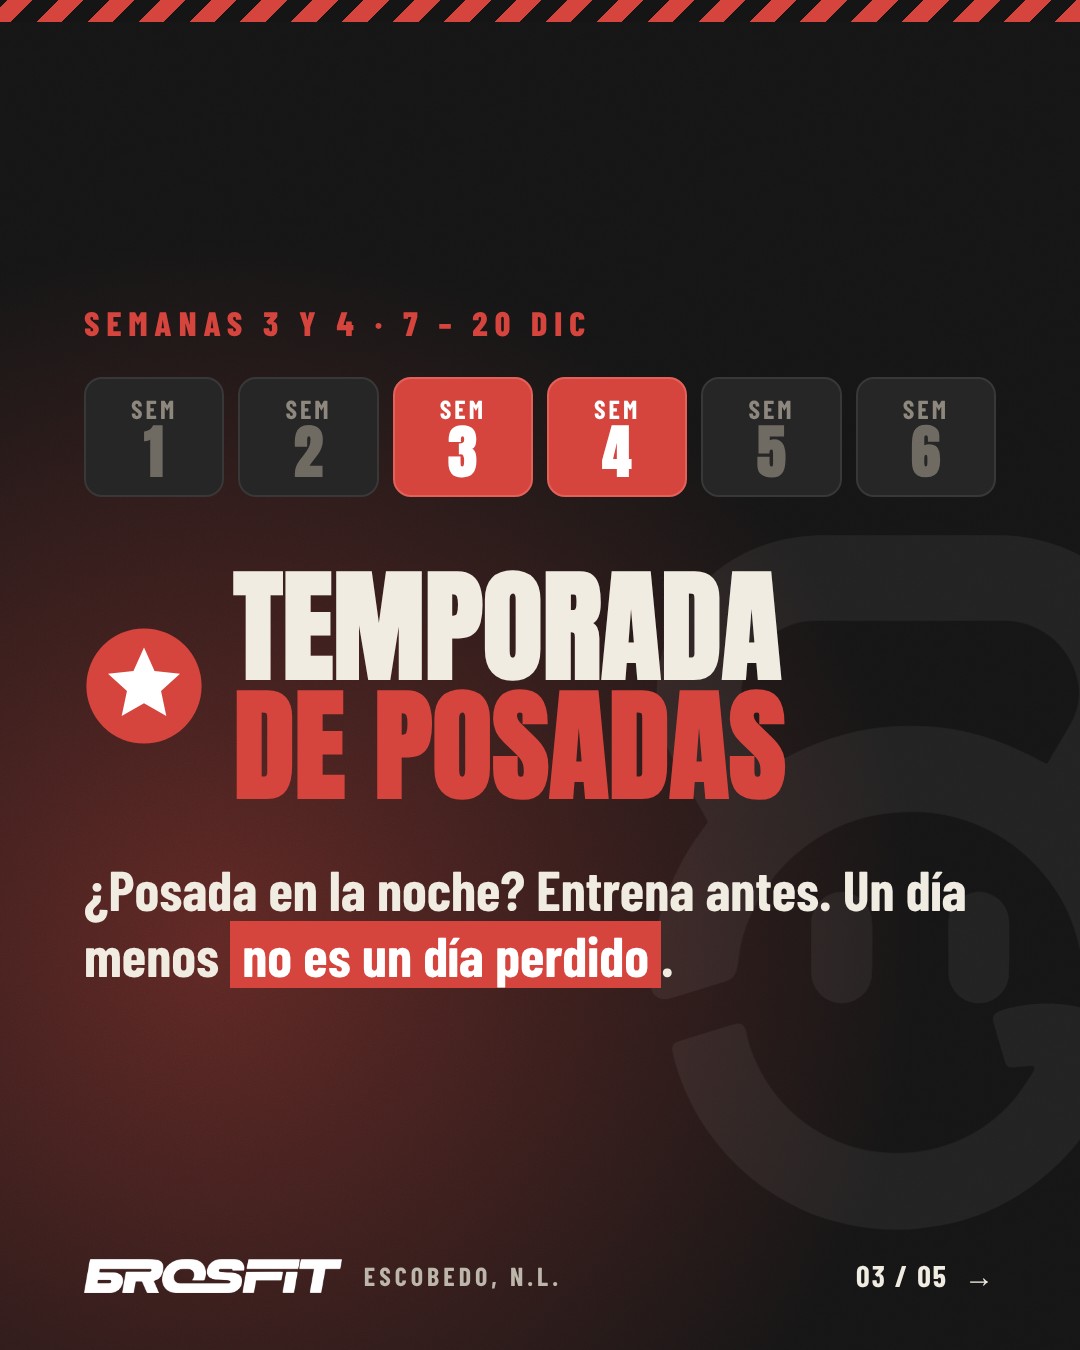 SEMANAS 3 Y 4 · 7 – 20 DIC
SEM SEM SEM SEM SEM SEM
1 2 3 4 5 6
TEMPORADA
DE POSADAS
¿Posada en la noche? Entrena antes. Un día
menos no es un día perdido.
BROSFIT ESCOBEDO, N.L. 03 / 05 →